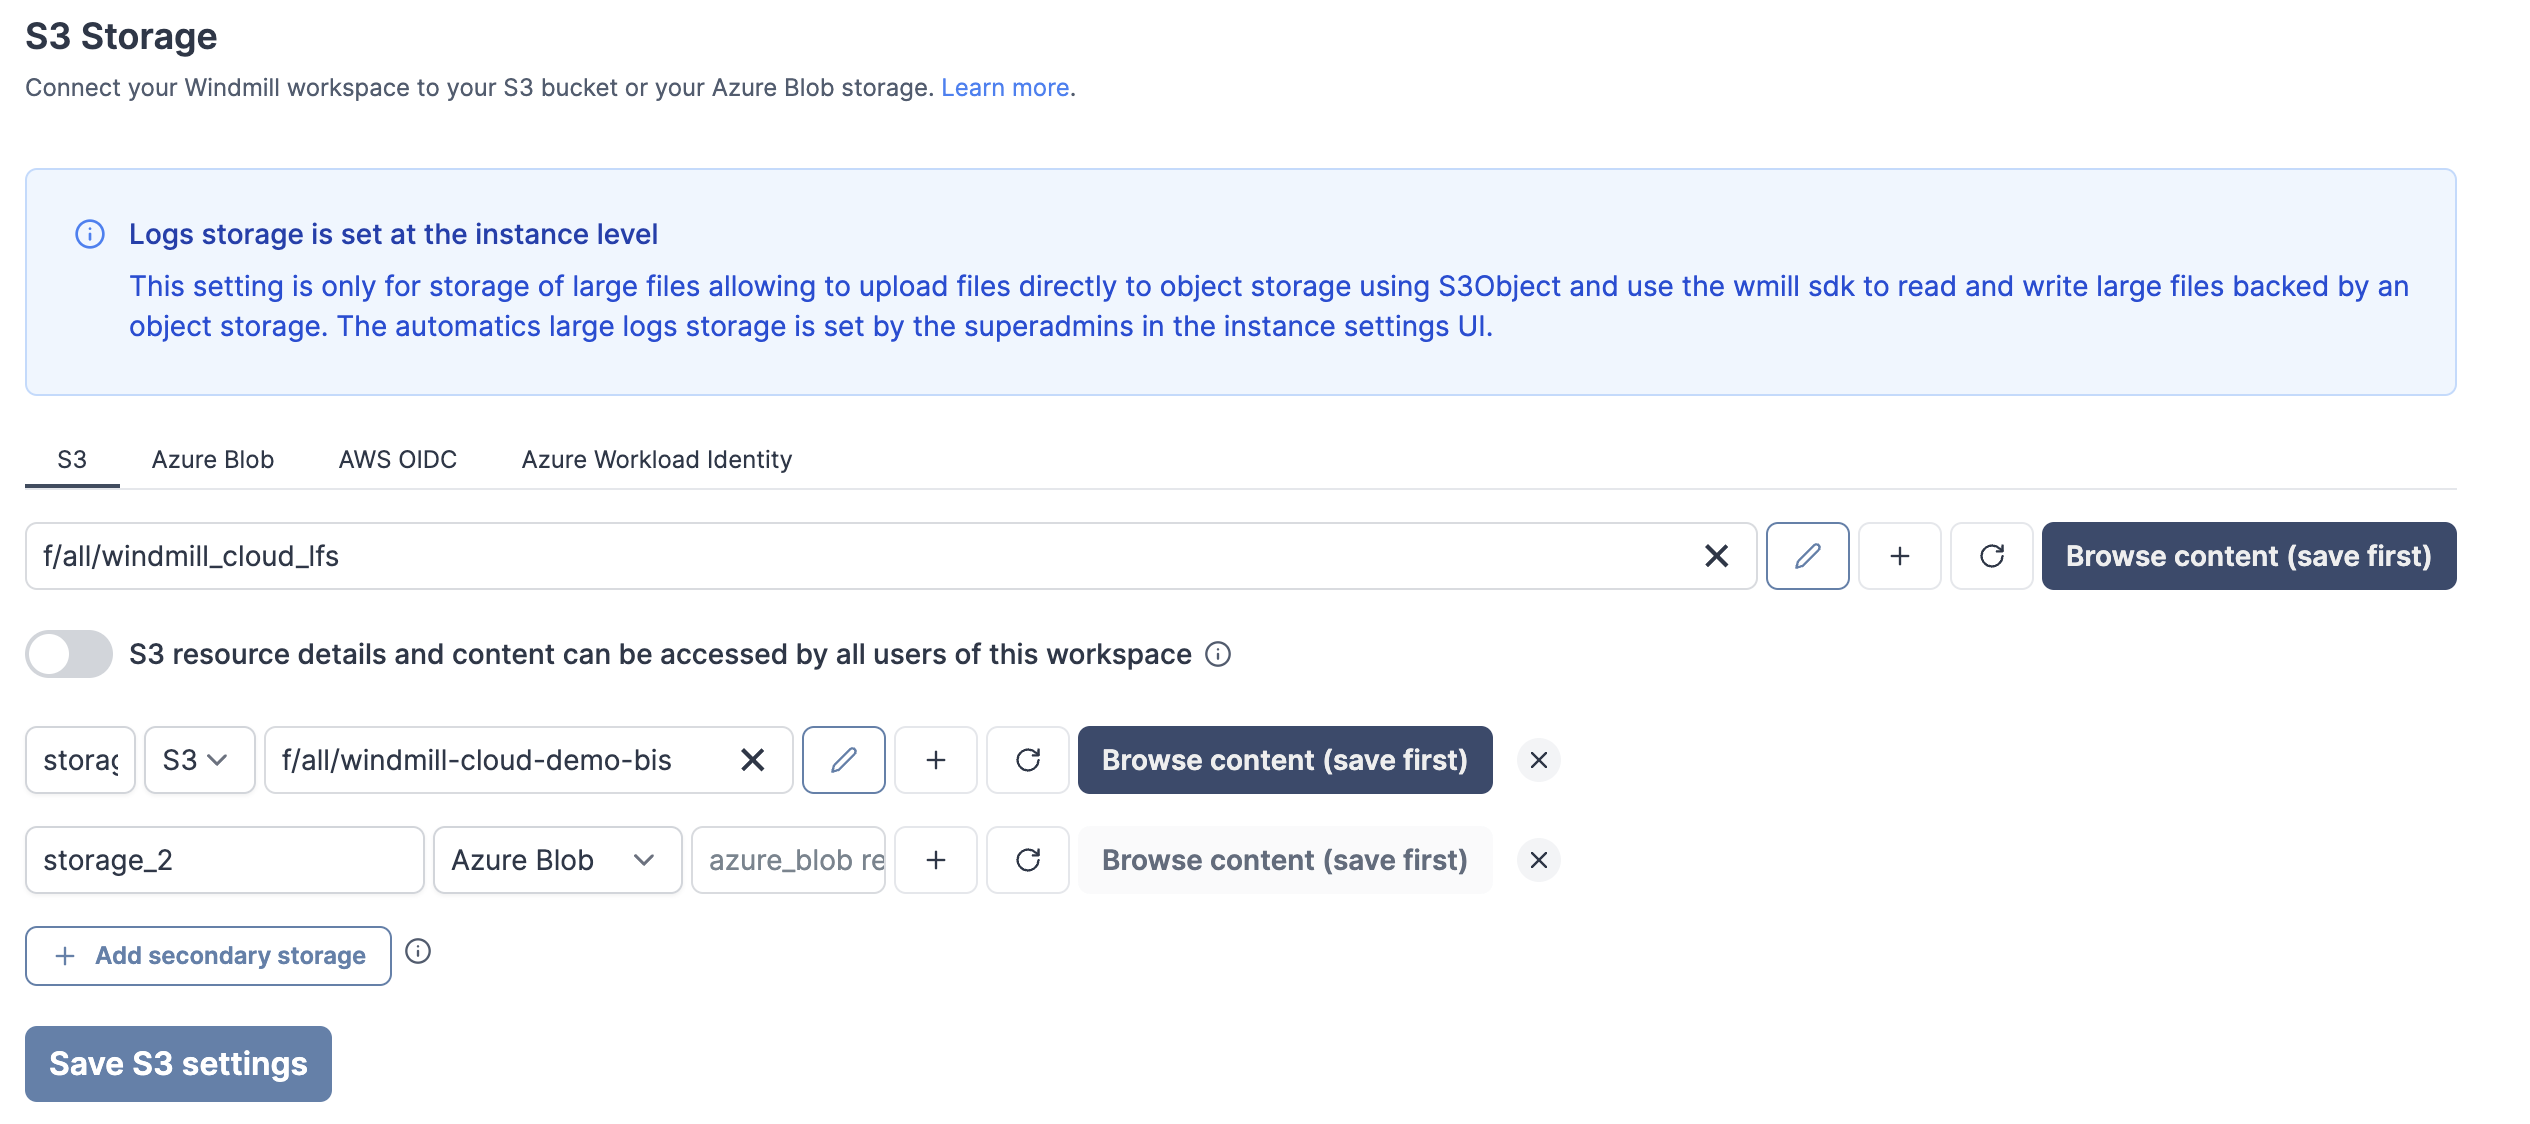 S3 Storage
Connect your Windmill workspace to your S3 bucket or your Azure Blob storage. Learn more.
Logs storage is set at the instance level
This setting is only for storage of large files allowing to upload files directly to object storage using S3Object and use the wmill sdk to read and write large files backed by an
object storage. The automatics large logs storage is set by the superadmins in the instance settings UI.
S3 Azure Blob AWS OIDC Azure Workload Identity
f/all/windmill_cloud_lfs Browse content (save first)
S3 resource details and content can be accessed by all users of this workspace
storag S3 f/all/windmill-cloud-demo-bis Browse content (save first)
storage_2 Azure Blob azure_blob re Browse content (save first)
Add secondary storage
Save S3 settings